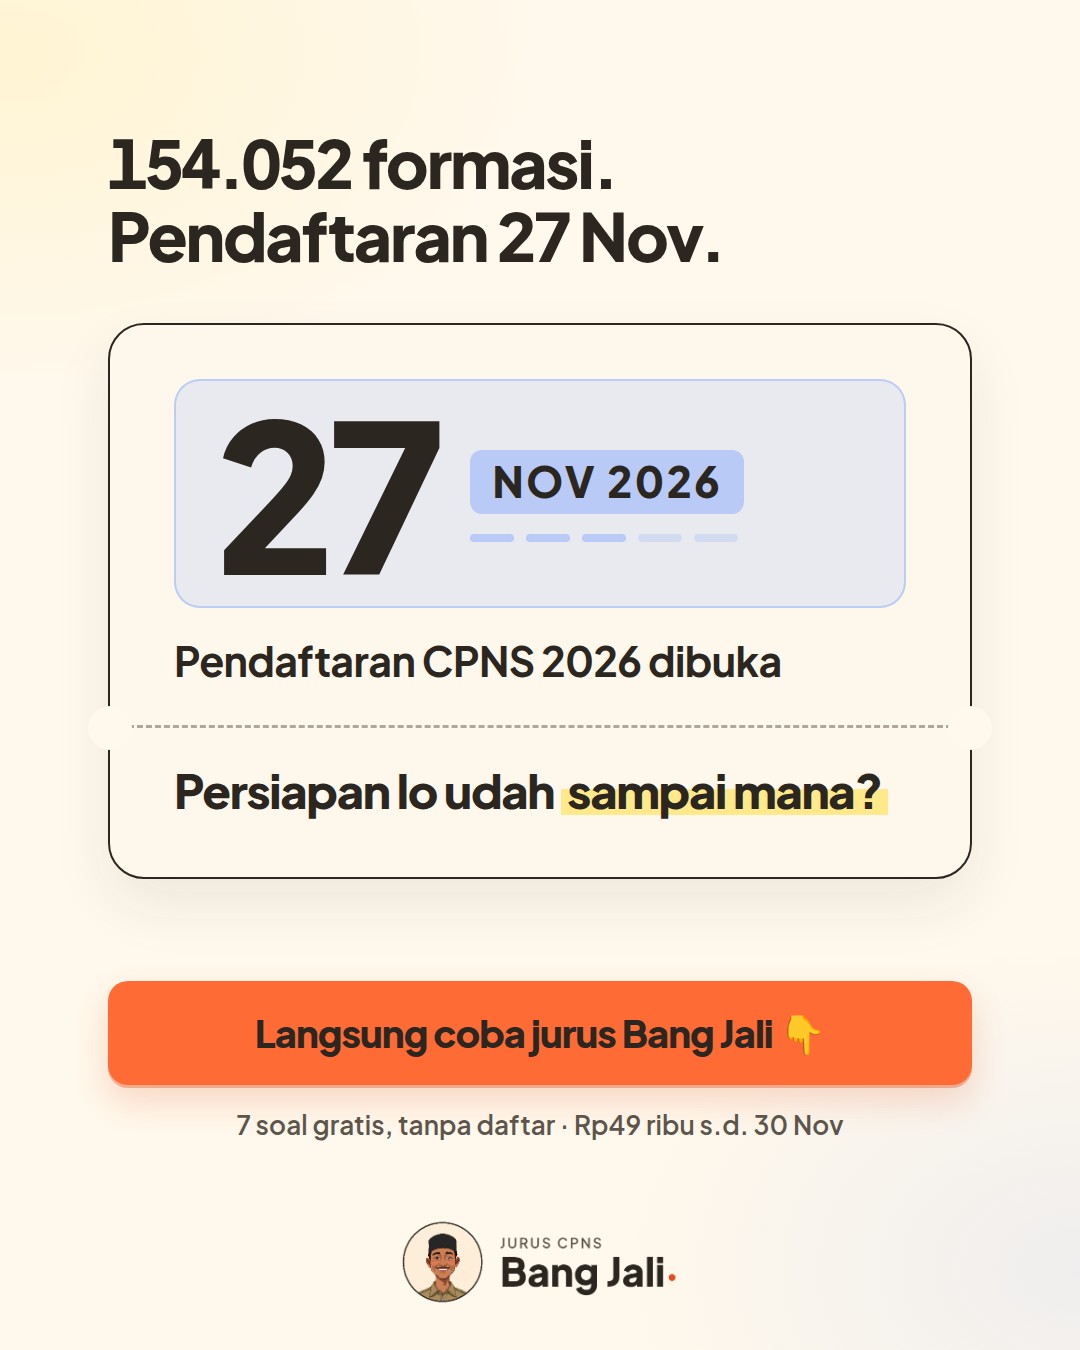 154.052 formasi.
Pendaftaran 27 Nov.
27
NOV 2026
Pendaftaran CPNS 2026 dibuka
Persiapan lo udah sampai mana?
Langsung coba jurus Bang Jali 👇
7 soal gratis, tanpa daftar · Rp49 ribu s.d. 30 Nov
JURUS CPNS
Bang Jali.